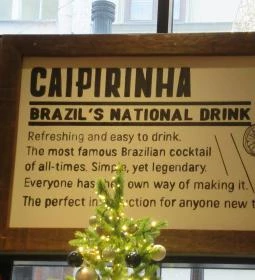 CAIPIRINHA
BRAZIL'S NATIONAL DRINK
Refreshing and easy to drink.
The most famous Brazilian cocktail
of all-times. Simple, yet legendary.
Everyone has own way of making it.
The perfect for anyone new